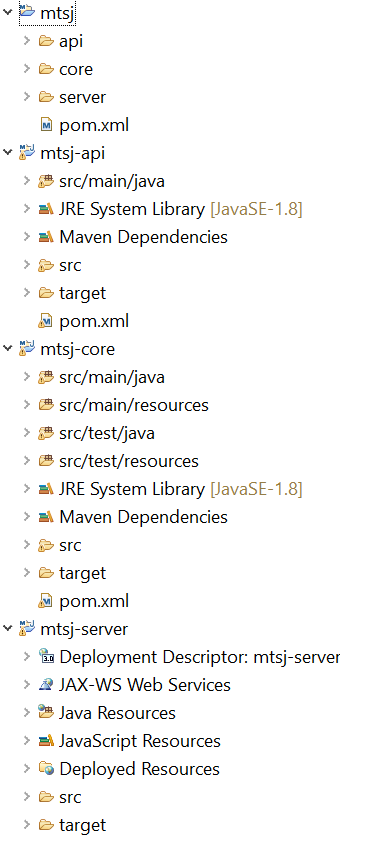 mtsj
api
core
server
pom.xml
mtsj-api
src/main/java
JRE System Library [JavaSE-1.8]
Maven Dependencies
src
target
pom.xml
mtsj-core
src/main/java
src/main/resources
src/test/java
src/test/resources
JRE System Library [JavaSE-1.8]
Maven Dependencies
src
target
pom.xml
mtsj-server
Deployment Descriptor: mtsj-server
JAX-WS Web Services
Java Resources
JavaScript Resources
Deployed Resources
src
target